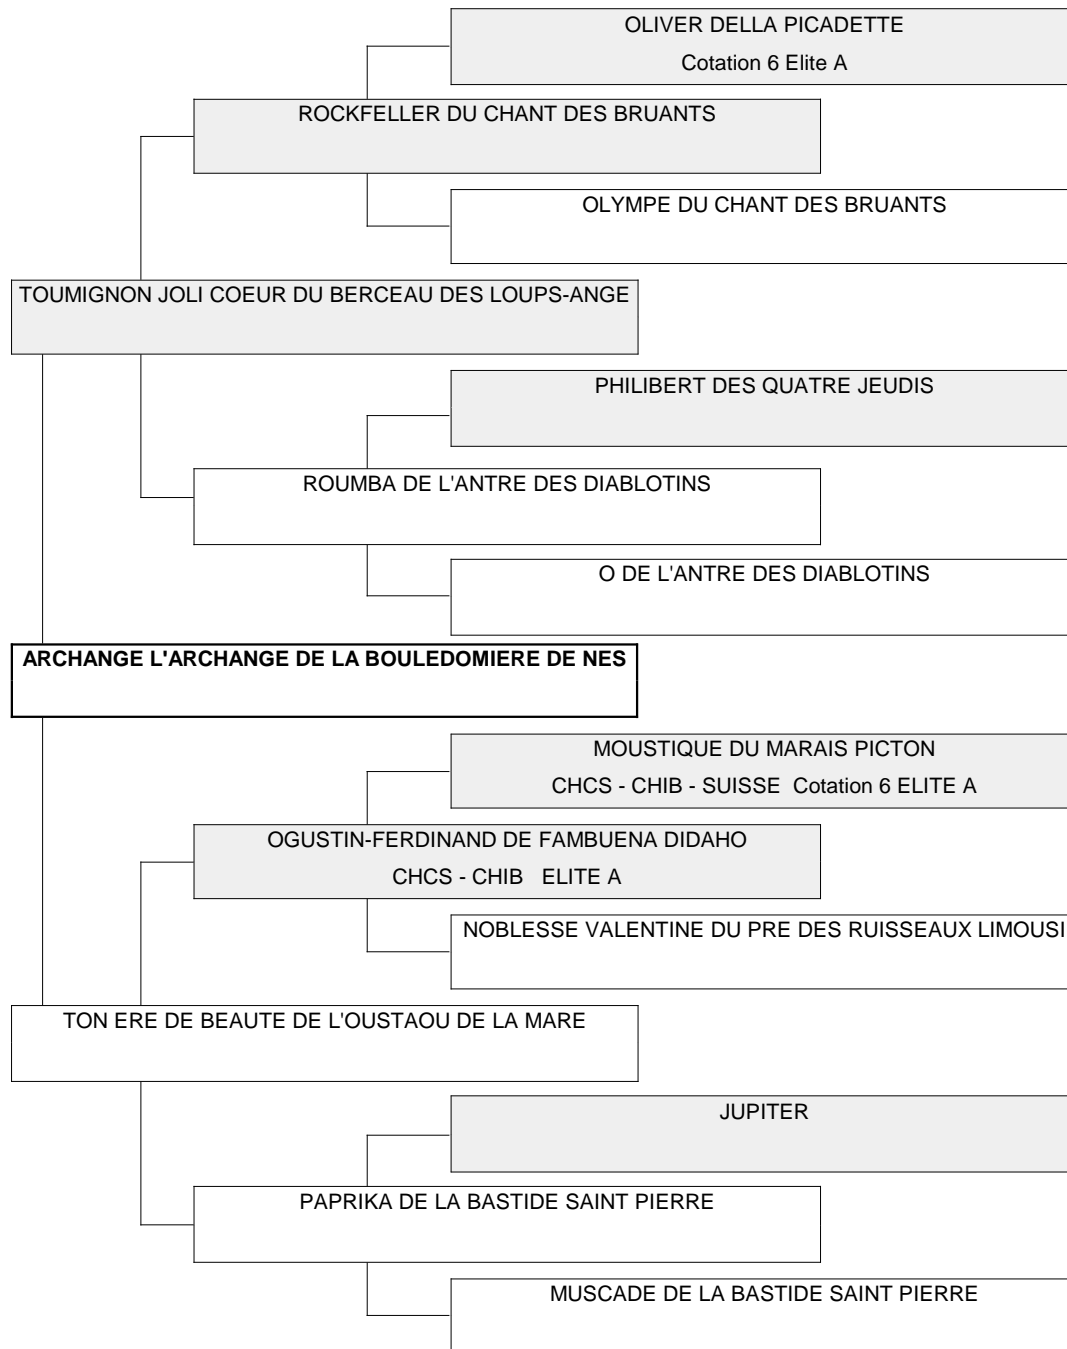 OLIVER DELLA PICADETTE
Cotation 6 Elite A
ROCKFELLER DU CHANT DES BRUANTS
OLYMPE DU CHANT DES BRUANTS
TOUMIGNON JOLI COEUR DU BERCEAU DES LOUPS-ANGE
PHILIBERT DES QUATRE JEUDIS
ROUMBA DE L'ANTRE DES DIABLOTINS
O DE L'ANTRE DES DIABLOTINS
ARCHANGE L'ARCHANGE DE LA BOULEDOMIERE DE NES
MOUSTIQUE DU MARAIS PICTON
CHCS - CHIB - SUISSE Cotation 6 ELITE A
OGUSTIN-FERDINAND DE FAMBUENA DIDAHO
CHCS - CHIB ELITE A
NOBLESSE VALENTINE DU PRE DES RUISSEAUX LIMOUSI
TON ERE DE BEAUTE DE L'OUSTAOU DE LA MARE
JUPITER
PAPRIKA DE LA BASTIDE SAINT PIERRE
MUSCADE DE LA BASTIDE SAINT PIERRE